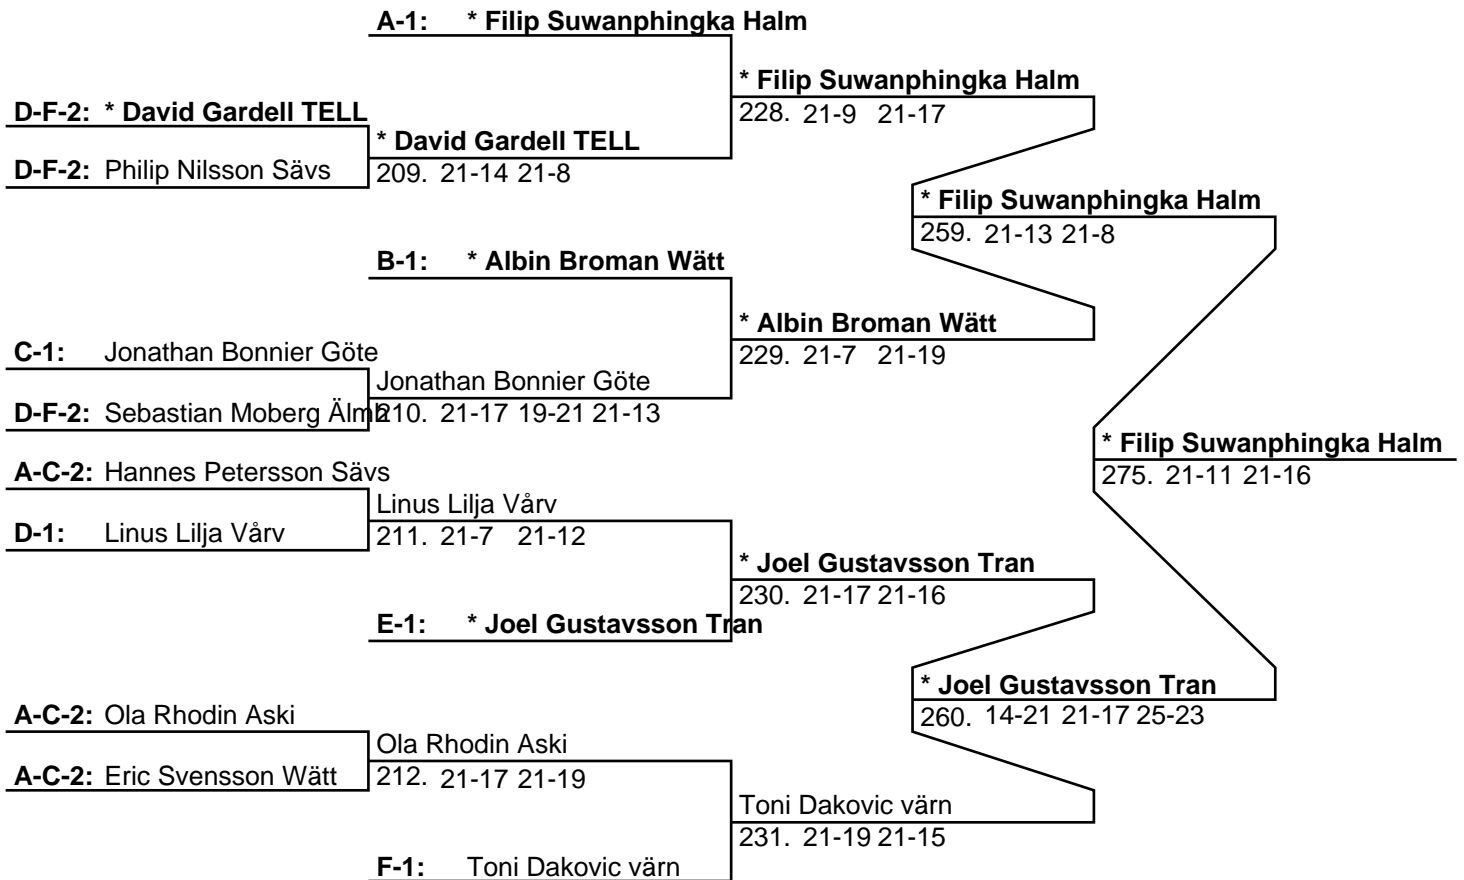 A-1: * Filip Suwanphingka Halm
* Filip Suwanphingka Halm
D-F-2: * David Gardell TELL
228. 21-9 21-17
* David Gardell TELL
D-F-2: Philip Nilsson Sävs
209. 21-14 21-8
* Filip Suwanphingka Halm
259. 21-13 21-8
B-1: * Albin Broman Wätt
* Albin Broman Wätt
C-1: Jonathan Bonnier Göte
229. 21-7 21-19
Jonathan Bonnier Göte
D-F-2: Sebastian Moberg Älmh
210. 21-17 19-21 21-13
* Filip Suwanphingka Halm
A-C-2: Hannes Petersson Sävs
275. 21-11 21-16
Linus Lilja Vårv
D-1: Linus Lilja Vårv
211. 21-7 21-12
* Joel Gustavsson Tran
230. 21-17 21-16
E-1: * Joel Gustavsson Tran
* Joel Gustavsson Tran
A-C-2: Ola Rhodin Aski
260. 14-21 21-17 25-23
Ola Rhodin Aski
A-C-2: Eric Svensson Wätt
212. 21-17 21-19
Toni Dakovic värn
231. 21-19 21-15
F-1: Toni Dakovic värn